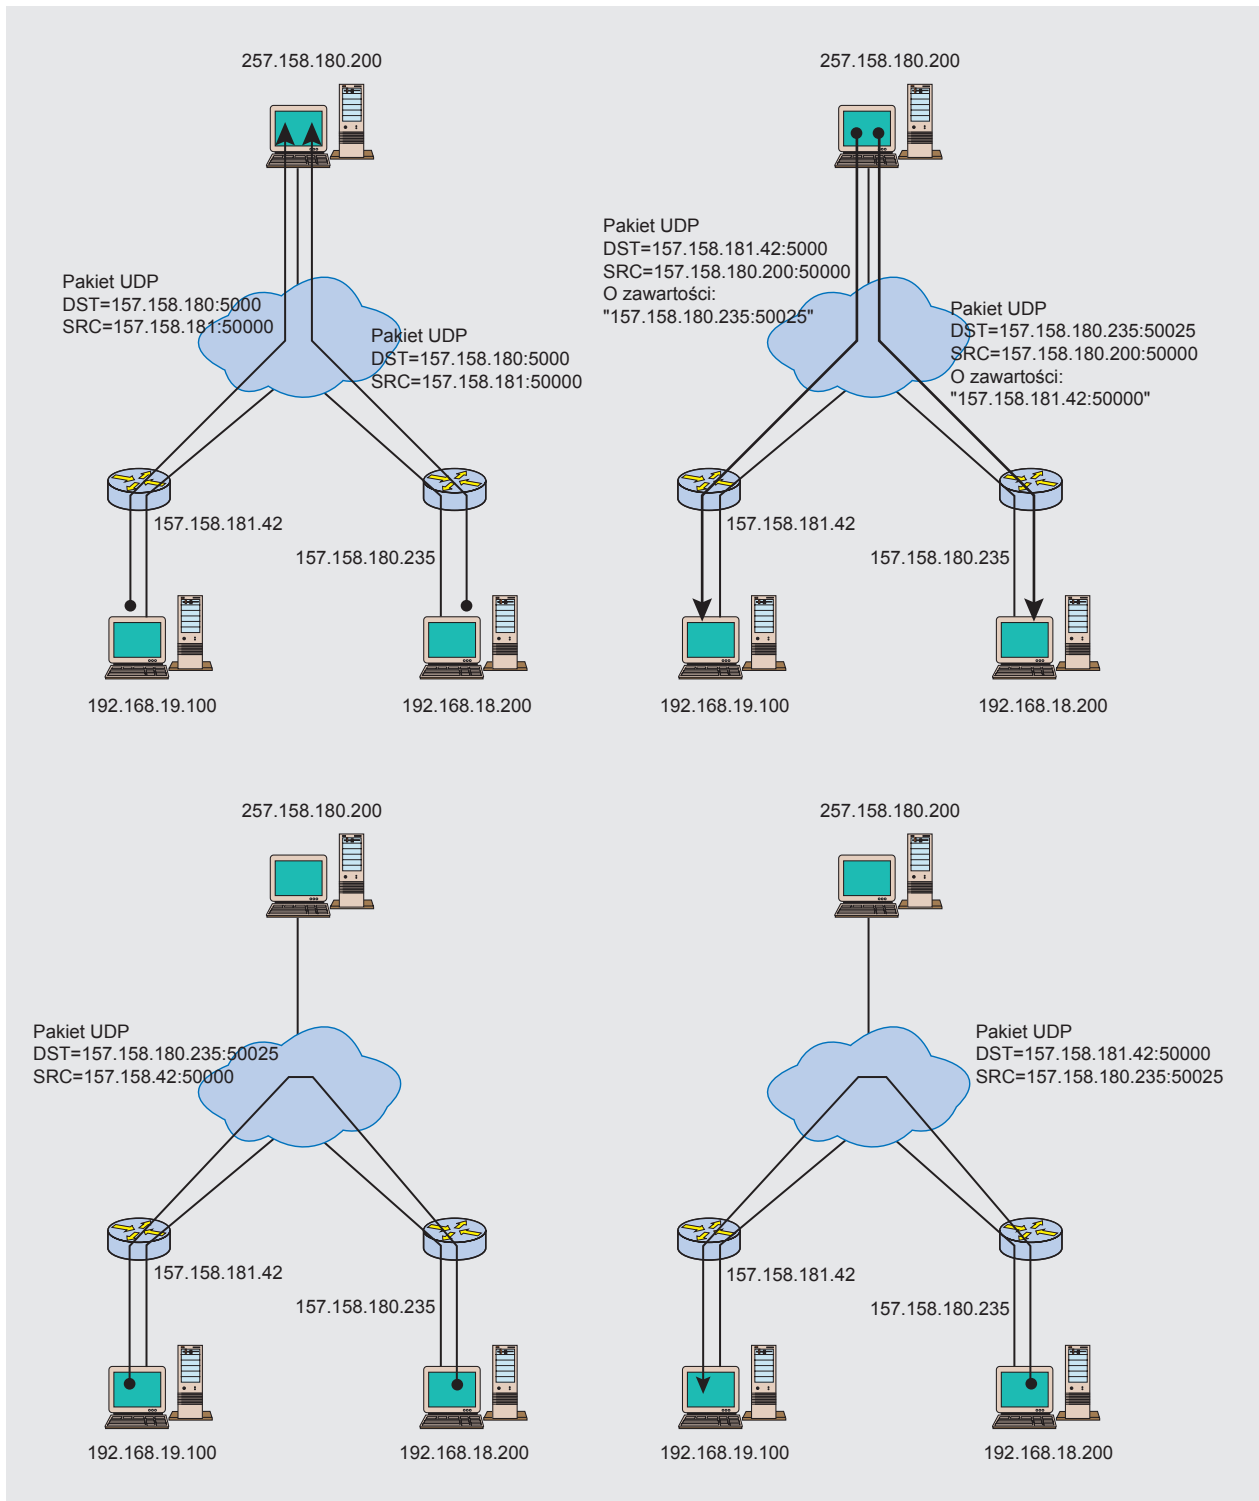 257.158.180.200
Pakiet UDP
DST=157.158.180:5000
SRC=157.158.181:50000
Pakiet UDP
DST=157.158.180:5000
SRC=157.158.181:50000
157.158.181.42
157.158.180.235
192.168.19.100
192.168.18.200
257.158.180.200
Pakiet UDP
DST=157.158.181.42:5000
SRC=157.158.180.200:50000
O zawartości:
"157.158.180.235:50025"
Pakiet UDP
DST=157.158.180.235:50025
SRC=157.158.180.200:50000
O zawartości:
"157.158.181.42:50000"
157.158.181.42
157.158.180.235
192.168.19.100
192.168.18.200
257.158.180.200
Pakiet UDP
DST=157.158.180.235:50025
SRC=157.158.42:50000
157.158.181.42
157.158.180.235
192.168.19.100
192.168.18.200
257.158.180.200
Pakiet UDP
DST=157.158.181.42:50000
SRC=157.158.180.235:50025
157.158.181.42
157.158.180.235
192.168.19.100
192.168.18.200